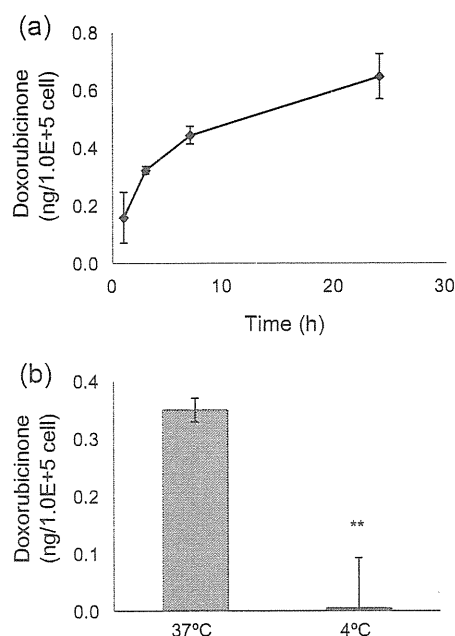 (a)
Doxorubicinone
(ng/1.0E+5 cell)
0.8
0.6
0.4
0.2
0.0
0
10
20
30
Time (h)
(b)
Doxorubicinone
(ng/1.0E+5 cell)
0.4
0.3
0.2
0.1
0.0
**
37ºC
4ºC